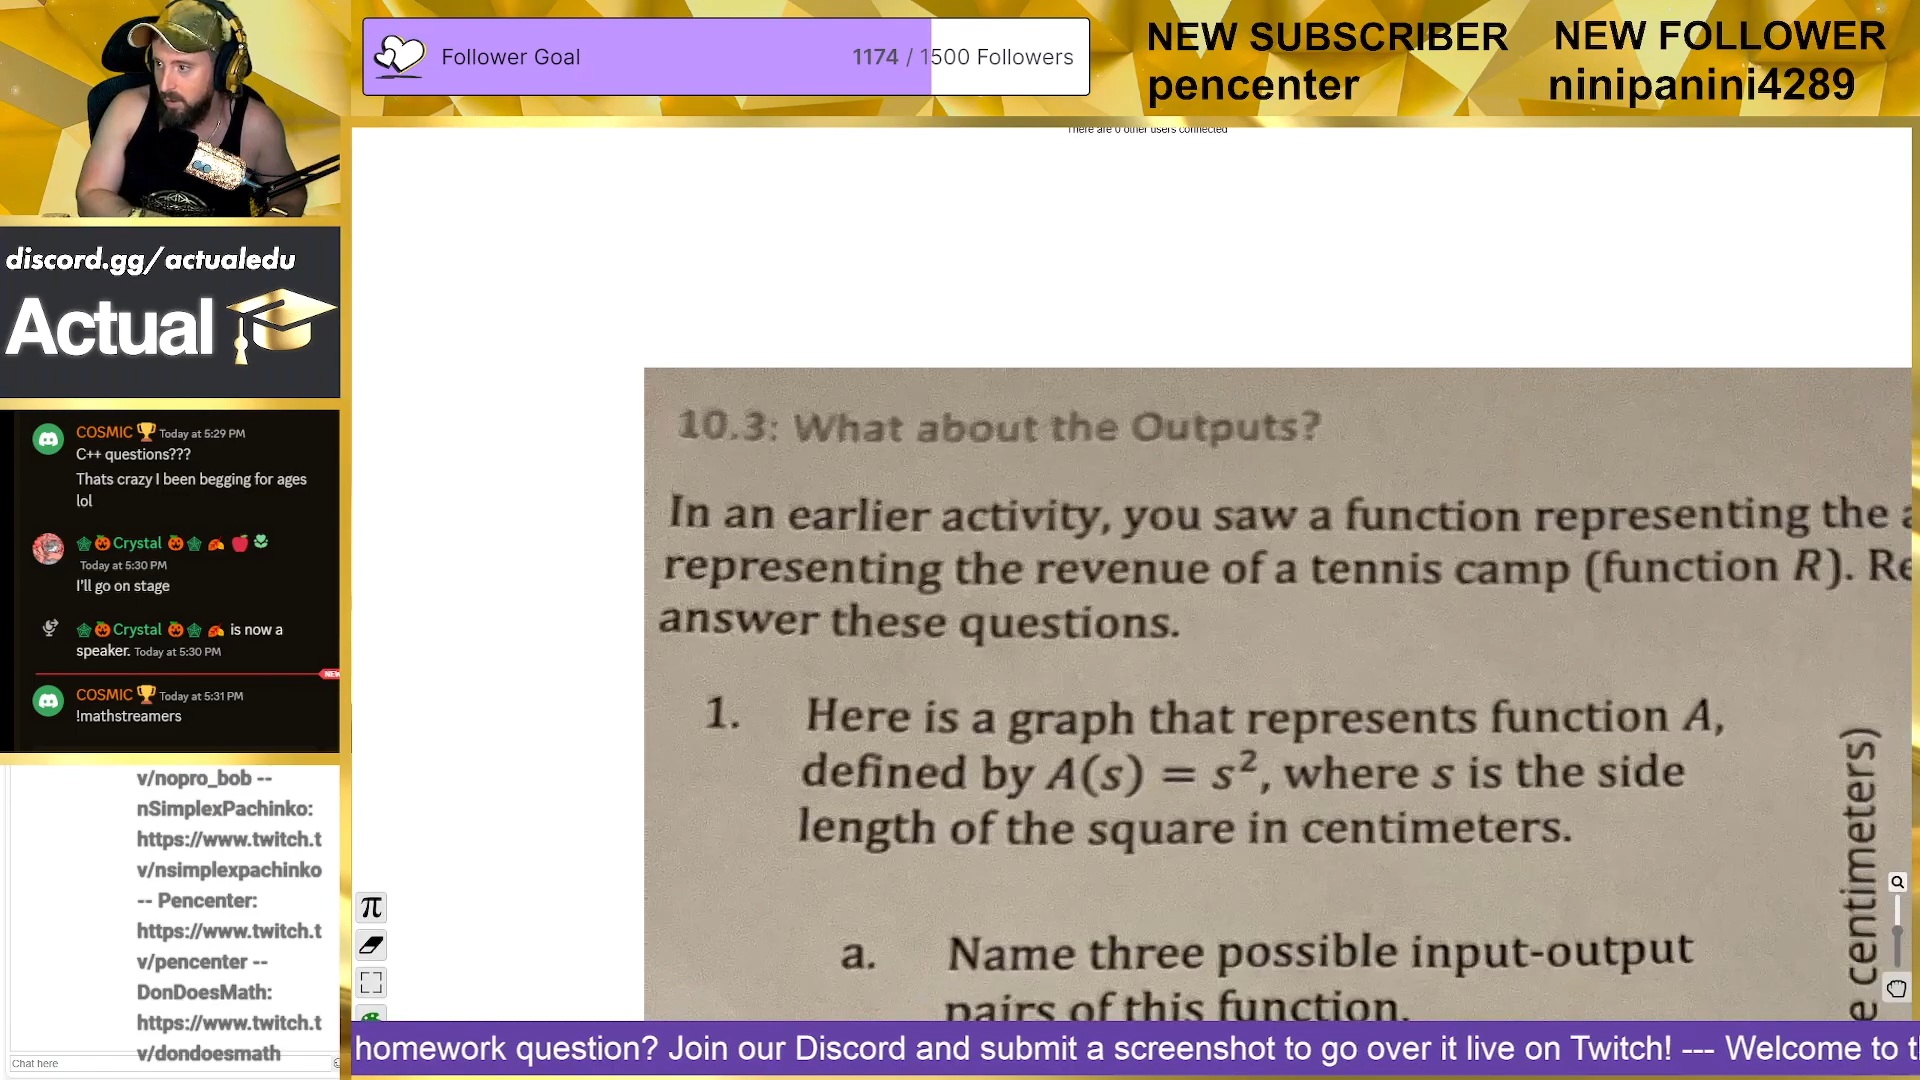 Follower Goal
1174 / 1500 Followers
NEW SUBSCRIBER
pencenter
NEW FOLLOWER
ninipanini4289
There are 0 other users connected
discord.gg/actualedu
Actual
COSMIC 🏆 Today at 5:29 PM
C++ questions???
Thats crazy I been begging for ages
lol
Crystal
Today at 5:30 PM
I'll go on stage
Crystal is now a
speaker. Today at 5:30 PM
NEW
COSMIC 🏆 Today at 5:31 PM
!mathstreamers
v/nopro_bob --
nSimplexPachinko:
https://www.twitch.t
v/nsimplexpachinko
-- Pencenter:
https://www.twitch.t
v/pencenter --
DonDoesMath:
https://www.twitch.t
v/dondoesmath
Chat here
10.3: What about the Outputs?
In an earlier activity, you saw a function representing the
representing the revenue of a tennis camp (function R).
answer these questions.
1. Here is a graph that represents function A,
defined by A(s) = s², where s is the side
length of the square in centimeters.
a. Name three possible input-output
pairs of this function.
centimeters)
π
homework question? Join our Discord and submit a screenshot to go over it live on Twitch! --- Welcome to